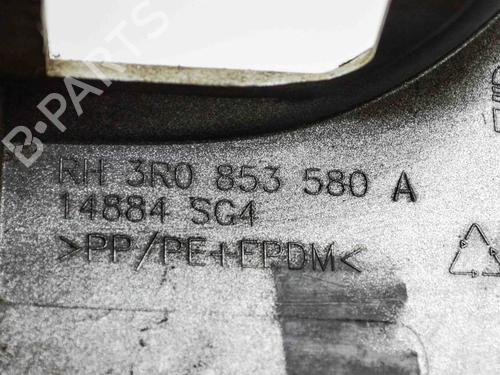 B-PARTS
RH 3R0 853 580 A
14884 SG4
>PP/PE+EPDM<